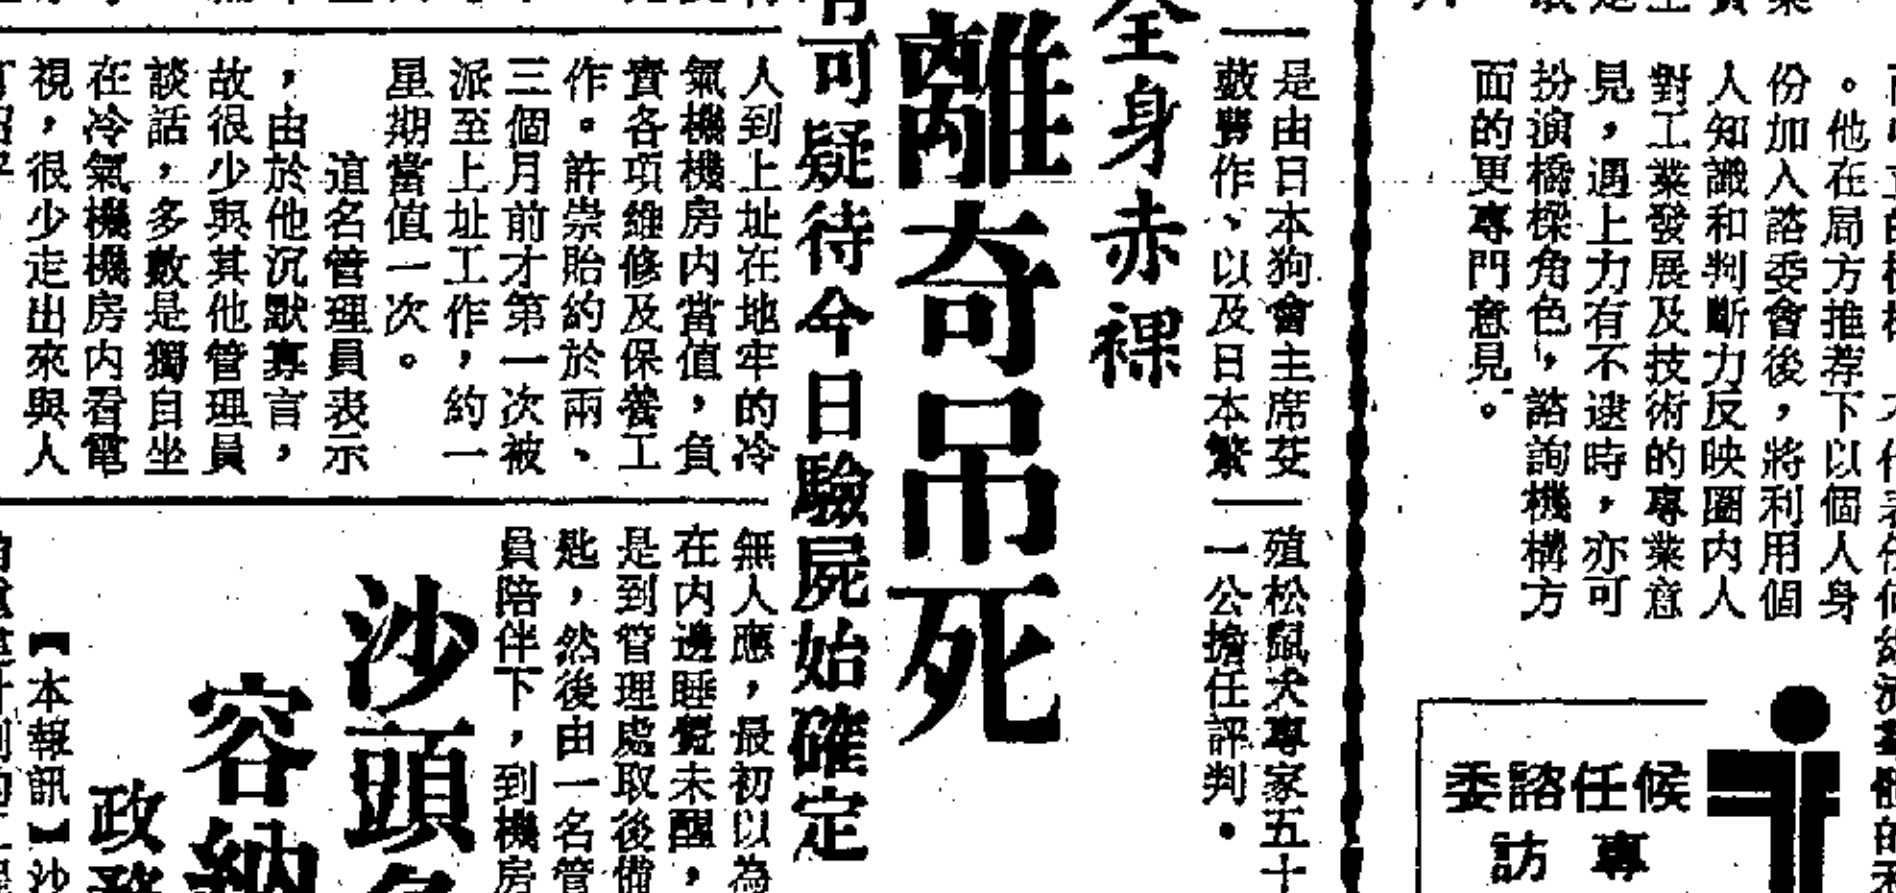 。他在局方推荐下以個人身
份加入諮委會後，將利用個
人知識和判斷力反映圈内人
對工業發展及技術的專業意
見，遇上力有不逮時，亦可
扮演橋樑角色，諮詢機構方
面的更專門意見。
候任諮委
專訪
是由日本狗會主席芟
藪勝作、以及日本繁
殖松鼠犬專家五十
一公擔任評判。
全身赤裸
離奇吊死
有可疑待今日驗屍始確定
人到上址在地牢的冷
氣機機房内當值，負
責各項維修及保養工
作。許崇貽約於兩、
三個月前才第一次被
派至上址工作，約一
星期當值一次。
這名管理員表示
，由於他沉默寡言，
故很少與其他管理員
談話，多數是獨自坐
在冷氣機機房内看電
視，很少走出來與人
無人應，最初以為
在内邊睡覺未醒，
是到管理處取後備
匙，然後由一名管
員陪伴下，到機房
沙頭角
容納
政務
【本報訊】沙